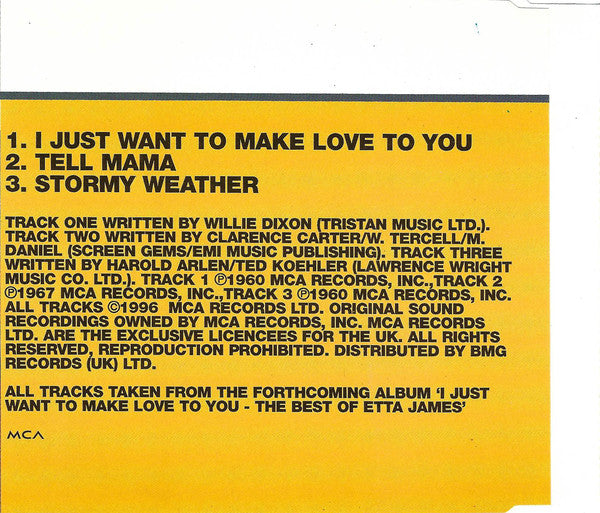 1. I JUST WANT TO MAKE LOVE TO YOU
2. TELL MAMA
3. STORMY WEATHER
TRACK ONE WRITTEN BY WILLIE DIXON (TRISTAN MUSIC LTD.).
TRACK TWO WRITTEN BY CLARENCE CARTER/W. TERCELL/M.
DANIEL (SCREEN GEMS/EMI MUSIC PUBLISHING). TRACK THREE
WRITTEN BY HAROLD ARLEN/TED KOEHLER (LAWRENCE WRIGHT
MUSIC CO. LTD.). TRACK 1 ℗1960 MCA RECORDS, INC.,TRACK 2
℗1967 MCA RECORDS, INC.,TRACK 3 ℗1960 MCA RECORDS, INC.
ALL TRACKS ©1996 MCA RECORDS LTD. ORIGINAL SOUND
RECORDINGS OWNED BY MCA RECORDS, INC. MCA RECORDS
LTD. ARE THE EXCLUSIVE LICENCEES FOR THE UK. ALL RIGHTS
RESERVED, REPRODUCTION PROHIBITED. DISTRIBUTED BY BMG
RECORDS (UK) LTD.
ALL TRACKS TAKEN FROM THE FORTHCOMING ALBUM ‘I JUST
WANT TO MAKE LOVE TO YOU - THE BEST OF ETTA JAMES’
MCA